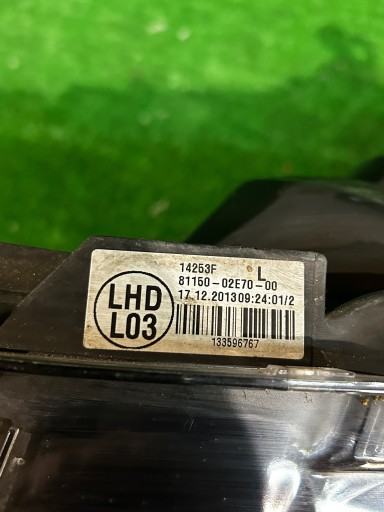 14253F L
81150-02E70-00
17.12.2013 09:24:01/2
LHD
L03
133596767